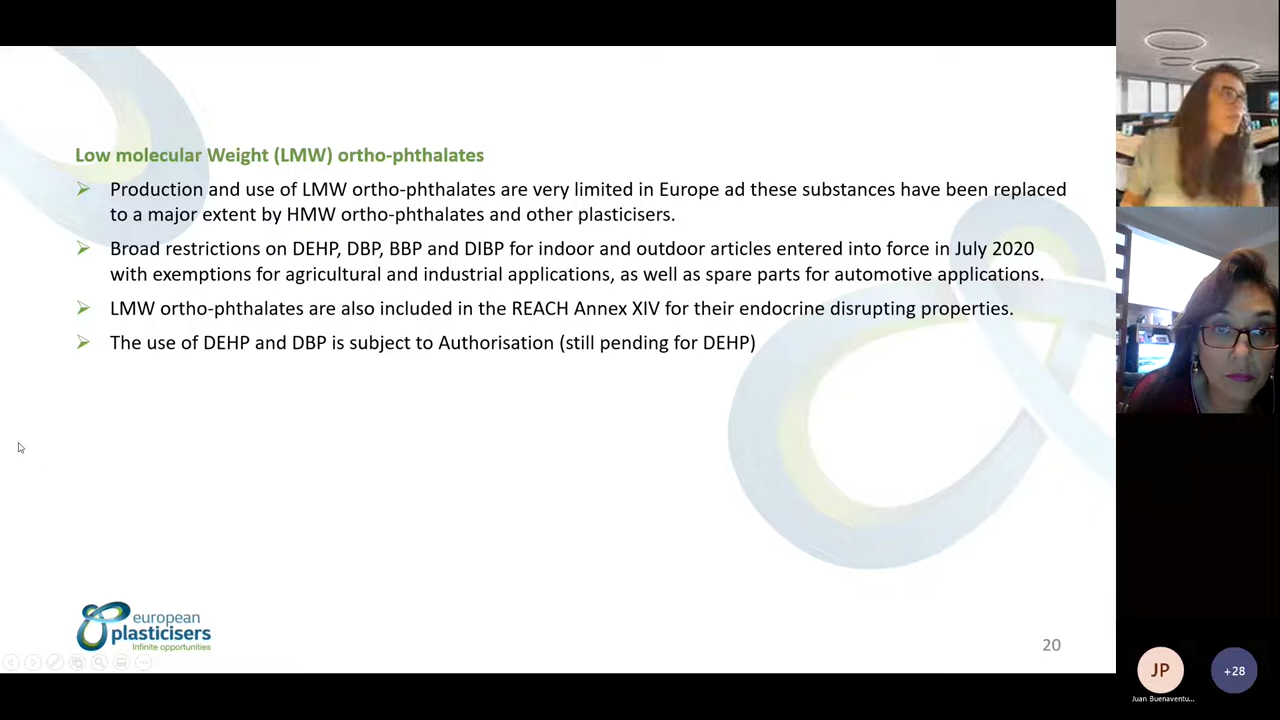 Low molecular Weight (LMW) ortho-phthalates
Production and use of LMW ortho-phthalates are very limited in Europe ad these substances have been replaced
to a major extent by HMW ortho-phthalates and other plasticisers.
Broad restrictions on DEHP, DBP, BBP and DIBP for indoor and outdoor articles entered into force in July 2020
with exemptions for agricultural and industrial applications, as well as spare parts for automotive applications.
LMW ortho-phthalates are also included in the REACH Annex XIV for their endocrine disrupting properties.
The use of DEHP and DBP is subject to Authorisation (still pending for DEHP)
european
plasticisers
Infinite opportunities
20
JP
+28
Juan Buenaventu...